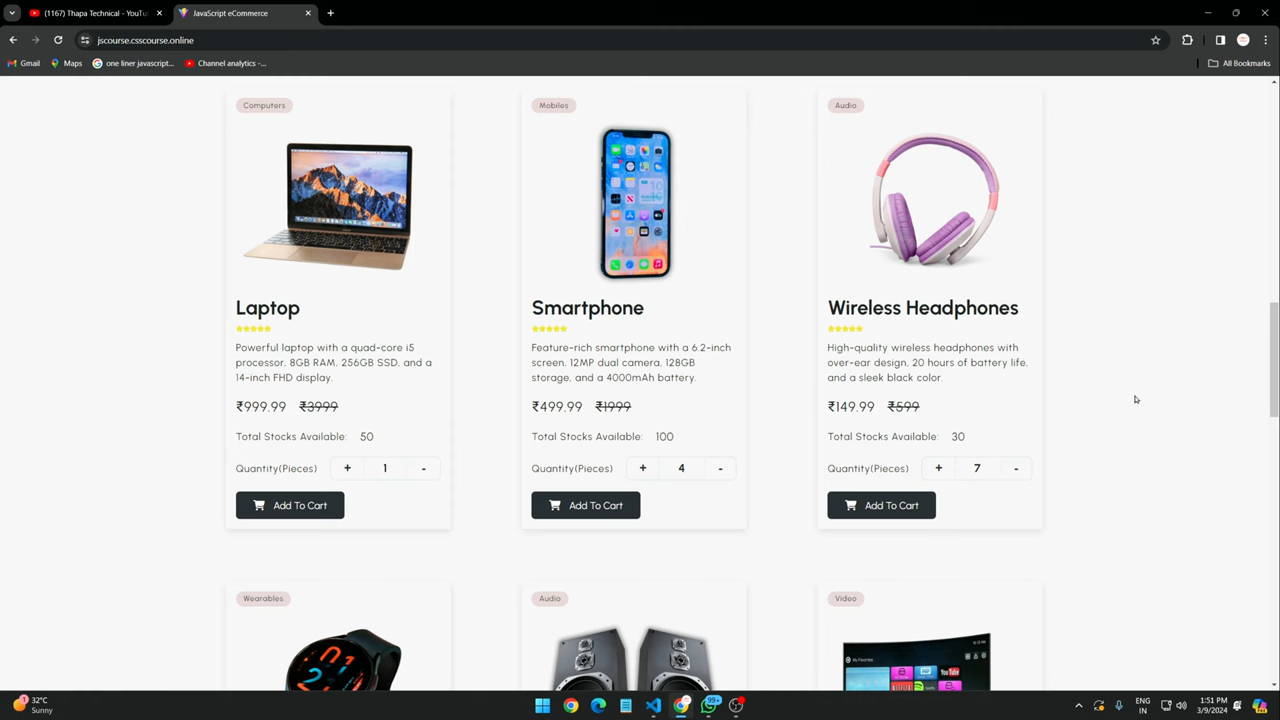 (1167) Thapa Technical - YouTu
JavaScript eCommerce
jscourse.csscourse.online
Gmail
Maps
one liner javascript...
Channel analytics -...
All Bookmarks
Computers
Mobiles
Audio
Laptop
Smartphone
Wireless Headphones
Powerful laptop with a quad-core i5
processor, 8GB RAM, 256GB SSD, and a
14-inch FHD display.
Feature-rich smartphone with a 6.2-inch
screen, 12MP dual camera, 128GB
storage, and a 4000mAh battery.
High-quality wireless headphones with
over-ear design, 20 hours of battery life,
and a sleek black color.
₹999.99 ₹3999
₹499.99 ₹1999
₹149.99 ₹599
Total Stocks Available: 50
Total Stocks Available: 100
Total Stocks Available: 30
Quantity(Pieces) + 1 -
Quantity(Pieces) + 4 -
Quantity(Pieces) + 7 -
Add To Cart
Add To Cart
Add To Cart
Wearables
Audio
Video
My Favorites
YouTube
32°C
Sunny
99+
ENG
IN
1:51 PM
3/9/2024